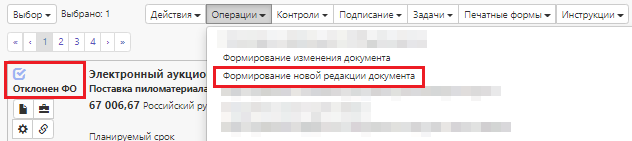 Выбор Выбрано: 1 Действия Операции Контроли Подписание Задачи Печатные формы Инструкции
« ‹ 1 2 3 4 › »
Формирование изменения документа
Формирование новой редакции документа
Отклонен ФО
Электронный аукцио
Поставка пиломатериала
67 006,67 Российский ру
Планируемый срок